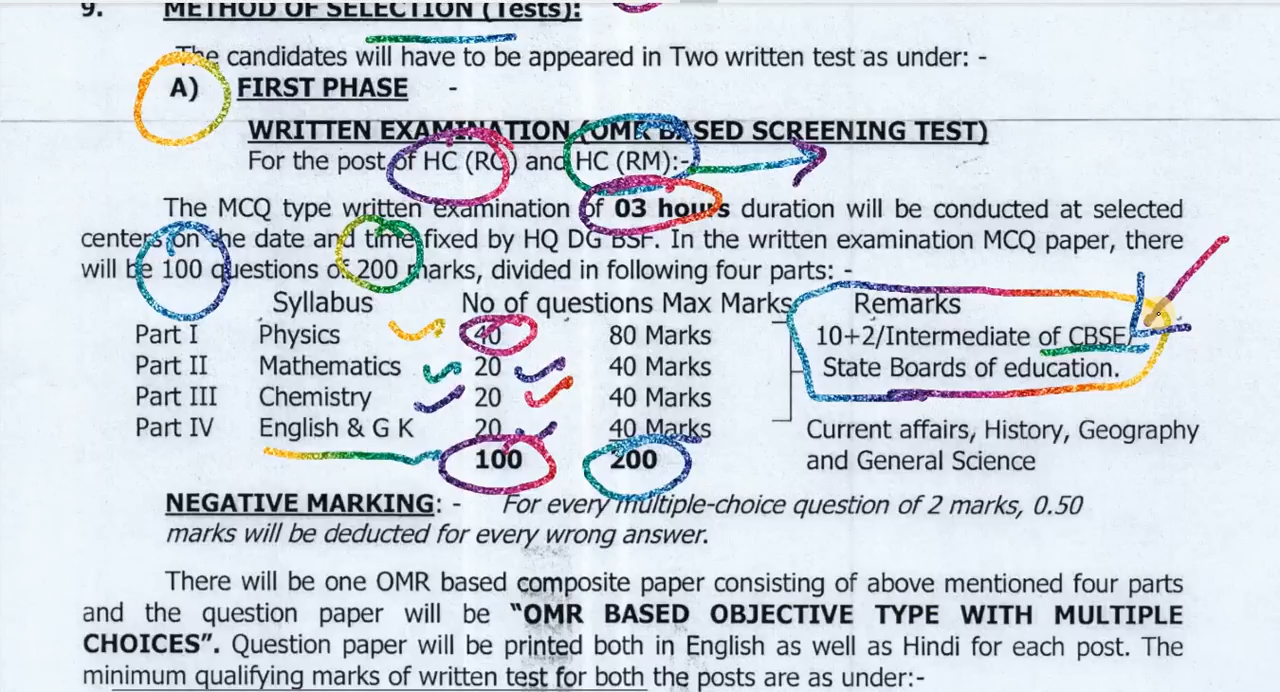 9. METHOD OF SELECTION (Tests):
The candidates will have to be appeared in Two written test as under: -
A) FIRST PHASE -
WRITTEN EXAMINATION (OMR BASED SCREENING TEST)
For the post of HC (RO) and HC (RM):-
The MCQ type written examination of 03 hours duration will be conducted at selected
centers on the date and time fixed by HQ DG BSF. In the written examination MCQ paper, there
will be 100 questions of 200 marks, divided in following four parts: -
Syllabus No of questions Max Marks Remarks
Part I Physics 40 80 Marks 10+2/Intermediate of CBSE/
Part II Mathematics 20 40 Marks State Boards of education.
Part III Chemistry 20 40 Marks
Part IV English & G K 20 40 Marks Current affairs, History, Geography
100 200 and General Science
NEGATIVE MARKING: - For every multiple-choice question of 2 marks, 0.50
marks will be deducted for every wrong answer.
There will be one OMR based composite paper consisting of above mentioned four parts
and the question paper will be "OMR BASED OBJECTIVE TYPE WITH MULTIPLE
CHOICES". Question paper will be printed both in English as well as Hindi for each post. The
minimum qualifying marks of written test for both the posts are as under:-